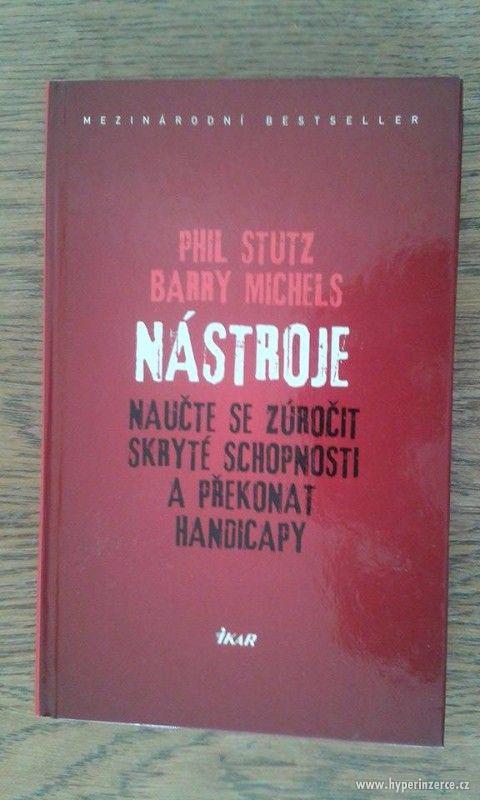 MEZINÁRODNÍ BESTSELLER
PHIL STUTZ
BARRY MICHELS
NÁSTROJE
NAUČTE SE ZÚROČIT
SKRYTÉ SCHOPNOSTI
A PŘEKONAT
HANDICAPY
IKAR
www.hyperinzerce.cz